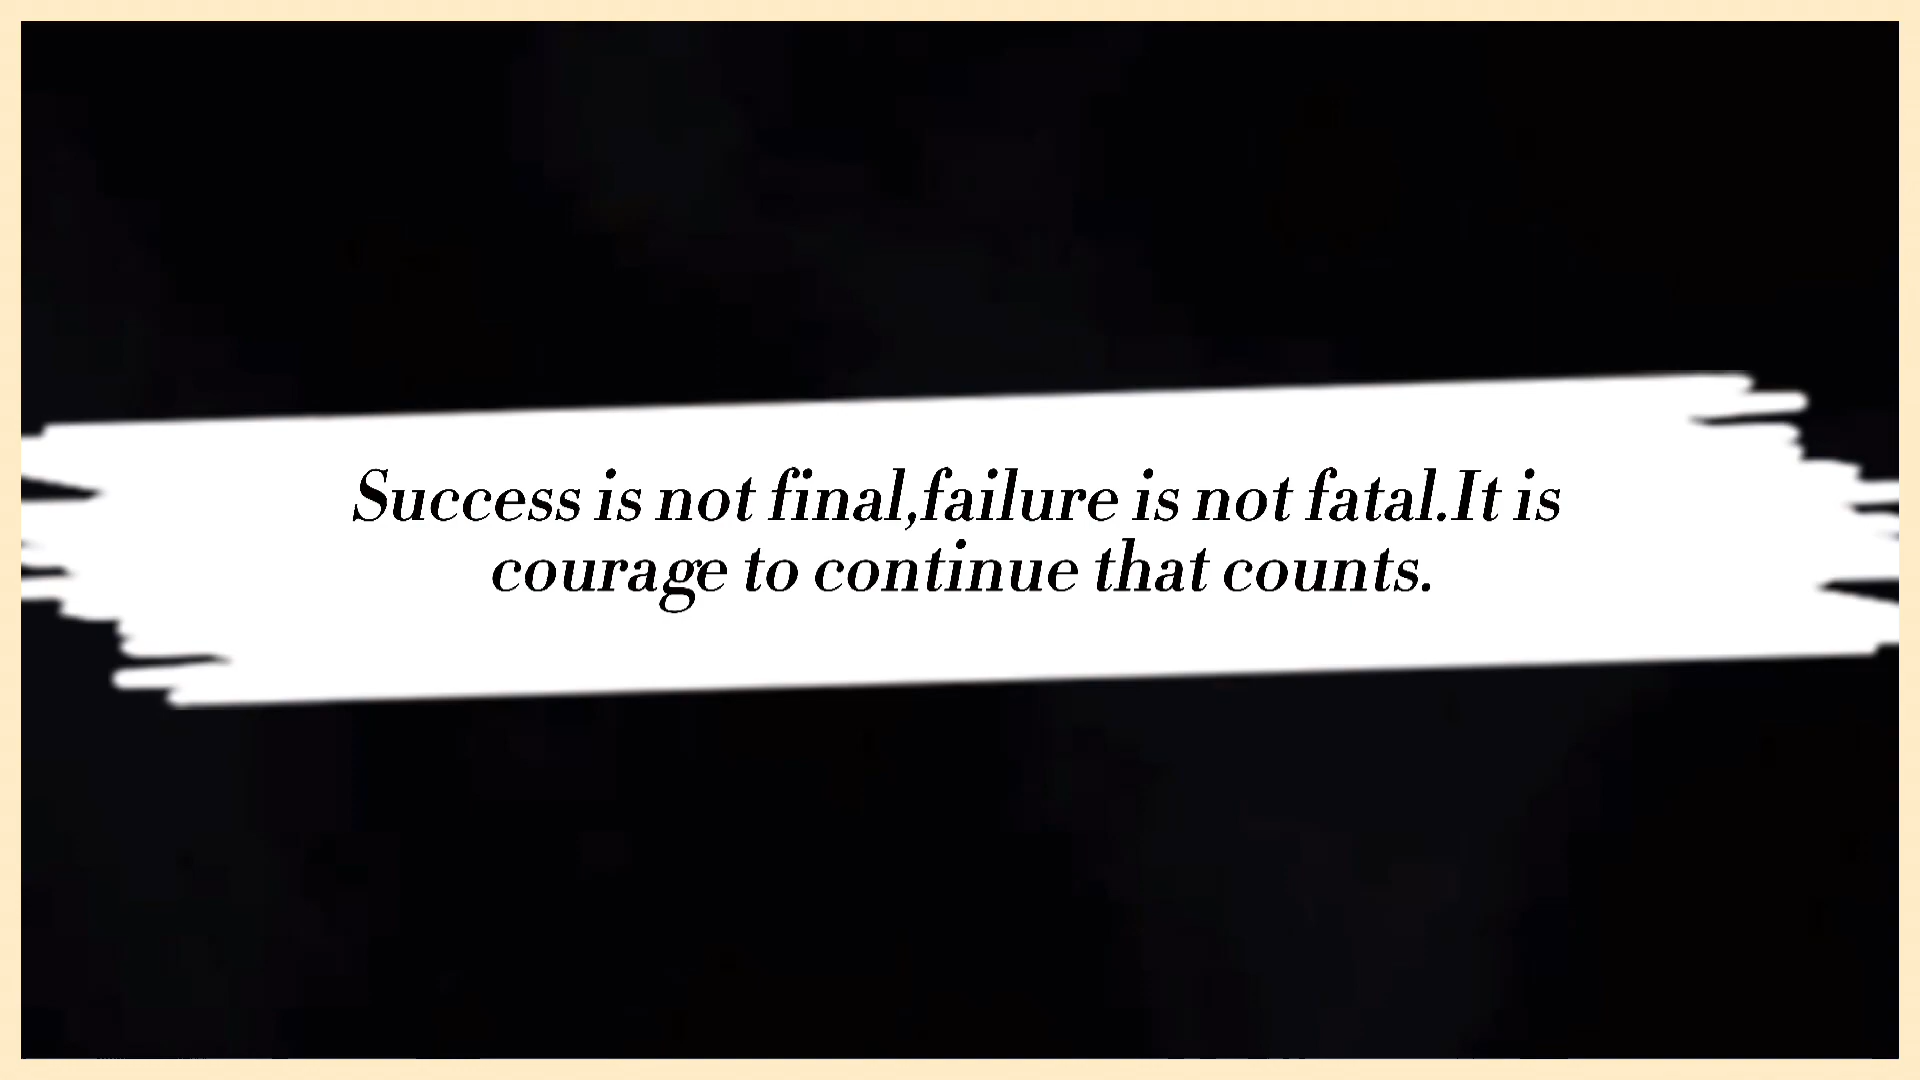 Success is not final,failure is not fatal.It is
courage to continue that counts.